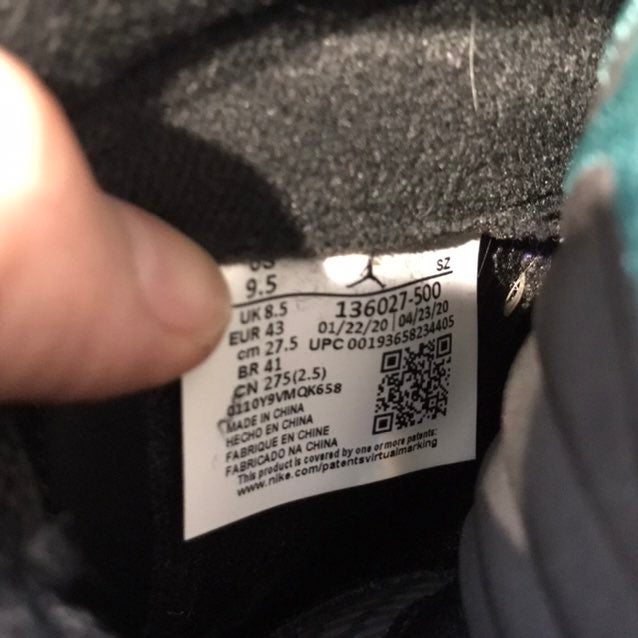 US
9.5
SZ
UK 8.5
EUR 43
cm 27.5
BR 41
CN 275(2.5)
0110Y9VMQK658
136027-500
01/22/20 04/23/20
UPC 00193658234405
MADE IN CHINA
HECHO EN CHINA
FABRIQUE EN CHINE
FABRICADO NA CHINA
This product is covered by one or more patents:
www.nike.com/patentsvirtualmarking